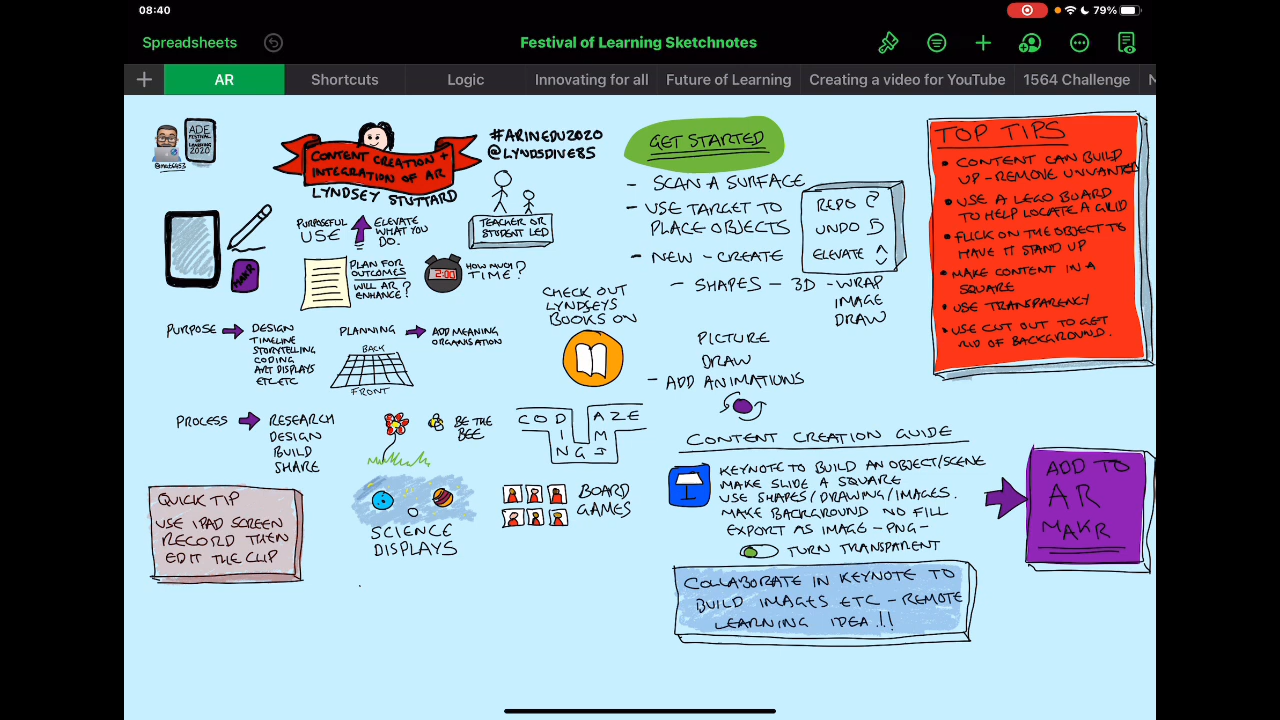 08:40
79%
Spreadsheets
Festival of Learning Sketchnotes
AR
Shortcuts
Logic
Innovating for all
Future of Learning
Creating a video for YouTube
1564 Challenge
ADE
FESTIVAL
OF
LEARNING
2020
CONTENT CREATION +
INTEGRATION OF AR
LYNDSEY STUTTARD
#ARINEDU2020
@LYNDSDIVE85
MAKR
PURPOSEFUL
USE
ELEVATE
WHAT YOU
DO.
TEACHER OR
STUDENT LED
PLAN FOR
OUTCOMES
WILL AR
ENHANCE?
2:00
HOW MUCH
TIME?
PURPOSE
DESIGN
TIMELINE
STORYTELLING
CODING
ART DISPLAYS
ETC ETC
PLANNING
ADD MEANING
ORGANISATION
BACK
FRONT
CHECK OUT
LYNDSEYS
BOOKS ON
PROCESS
RESEARCH
DESIGN
BUILD
SHARE
BE THE
BEE
CODING
MAZE
QUICK TIP
USE IPAD SCREEN
RECORD THEN
EDIT THE CLIP
SCIENCE
DISPLAYS
BOARD
GAMES
GET STARTED
- SCAN A SURFACE
- USE TARGET TO
PLACE OBJECTS
- NEW - CREATE
- SHAPES - 3D - WRAP
IMAGE
DRAW
PICTURE
DRAW
- ADD ANIMATIONS
REPO
UNDO
ELEVATE
CONTENT CREATION GUIDE
KEYNOTE TO BUILD AN OBJECT/SCENE
MAKE SLIDE A SQUARE
USE SHAPES/DRAWING/IMAGES.
MAKE BACKGROUND NO FILL
EXPORT AS IMAGE - PNG -
TURN TRANSPARENT
COLLABORATE IN KEYNOTE TO
BUILD IMAGES ETC - REMOTE
LEARNING IDEA!!
TOP TIPS
• CONTENT CAN BUILD
UP - REMOVE UNWANTED
• USE A LEGO BOARD
TO HELP LOCATE A GRID
• FLICK ON THE OBJECT TO
HAVE IT STAND UP
• MAKE CONTENT IN A
SQUARE
• USE TRANSPARENCY
• USE CUT OUT TO GET
RID OF BACKGROUND.
ADD TO
AR
MAKR